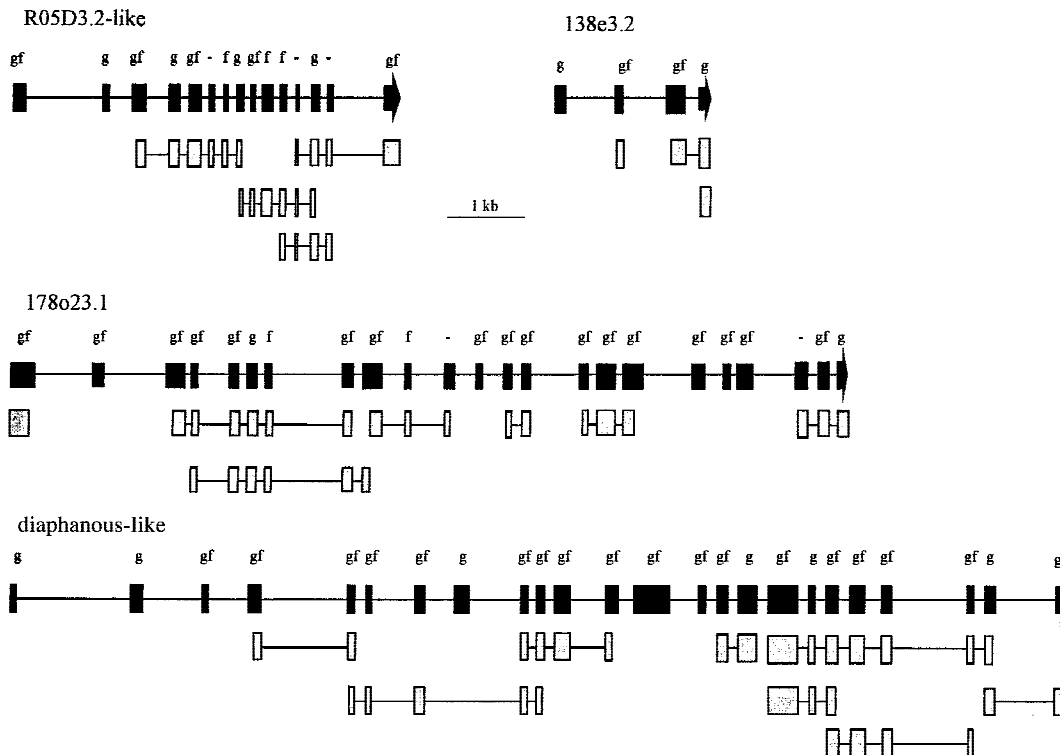 R05D3.2-like
138e3.2
gf g gf g gf - f g gf f f - g - gf
g gf gf g
1 kb
178o23.1
gf gf gf gf gf g f gf gf f - gf gf gf gf gf gf gf gf gf - gf g
diaphanous-like
g g gf gf gf gf gf g gf gf gf gf gf gf gf g gf g gf gf gf gf g g